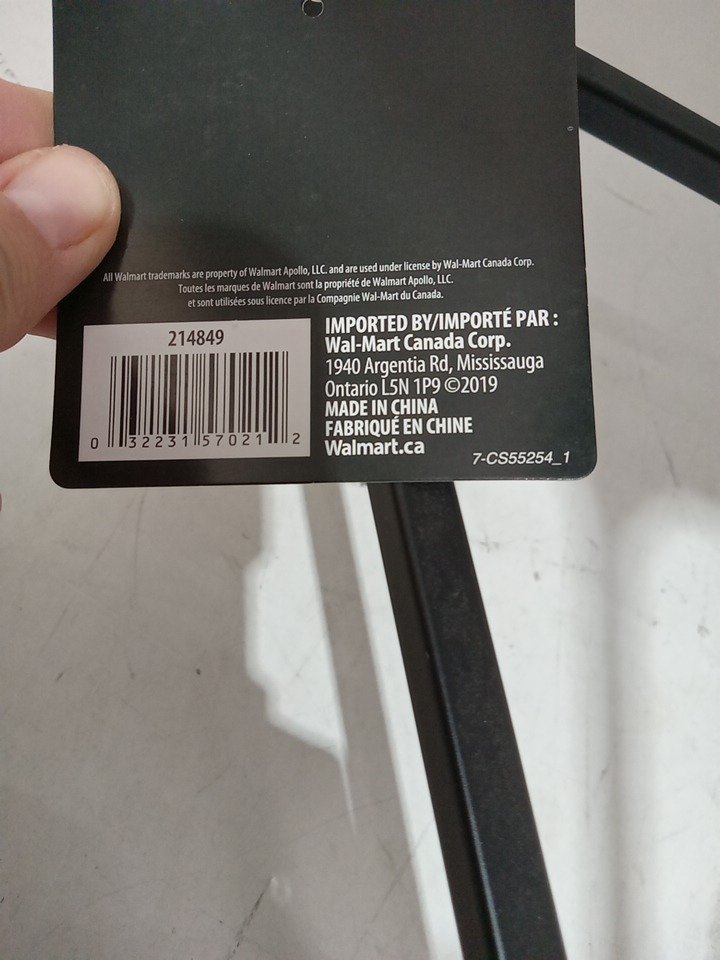 All Walmart trademarks are property of Walmart Apollo, LLC. and are used under license by Wal-Mart Canada Corp.
Toutes les marques de Walmart sont la propriété de Walmart Apollo, LLC.
et sont utilisées sous licence par la Compagnie Wal-Mart du Canada.
214849
0 32231 57021 2
IMPORTED BY/IMPORTÉ PAR :
Wal-Mart Canada Corp.
1940 Argentia Rd, Mississauga
Ontario L5N 1P9 ©2019
MADE IN CHINA
FABRIQUÉ EN CHINE
Walmart.ca
7-CS55254_1